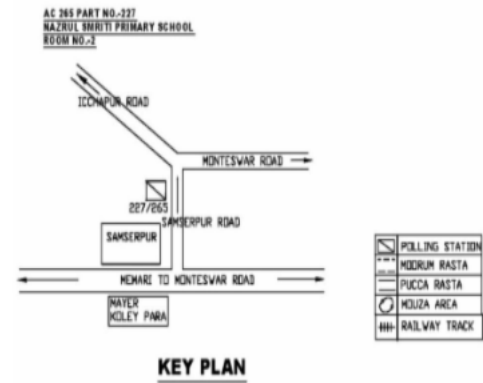 AC 265 PART NO.-227
NAZRUL SMRITI PRIMARY SCHOOL
ROOM NO.-2
ICCHAPUR ROAD
MONTESWAR ROAD
227/265
SAMSERPUR ROAD
SAMSERPUR
MEMARI TO MONTESWAR ROAD
MAYER
KOLEY PARA
POLLING STATION
MOORUM RASTA
PUCCA RASTA
MOUZA AREA
RAILWAY TRACK
KEY PLAN